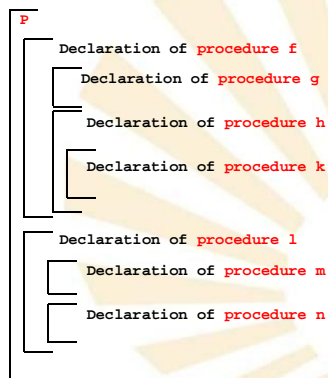 P
Declaration of procedure f
Declaration of procedure g
Declaration of procedure h
Declaration of procedure k
Declaration of procedure l
Declaration of procedure m
Declaration of procedure n